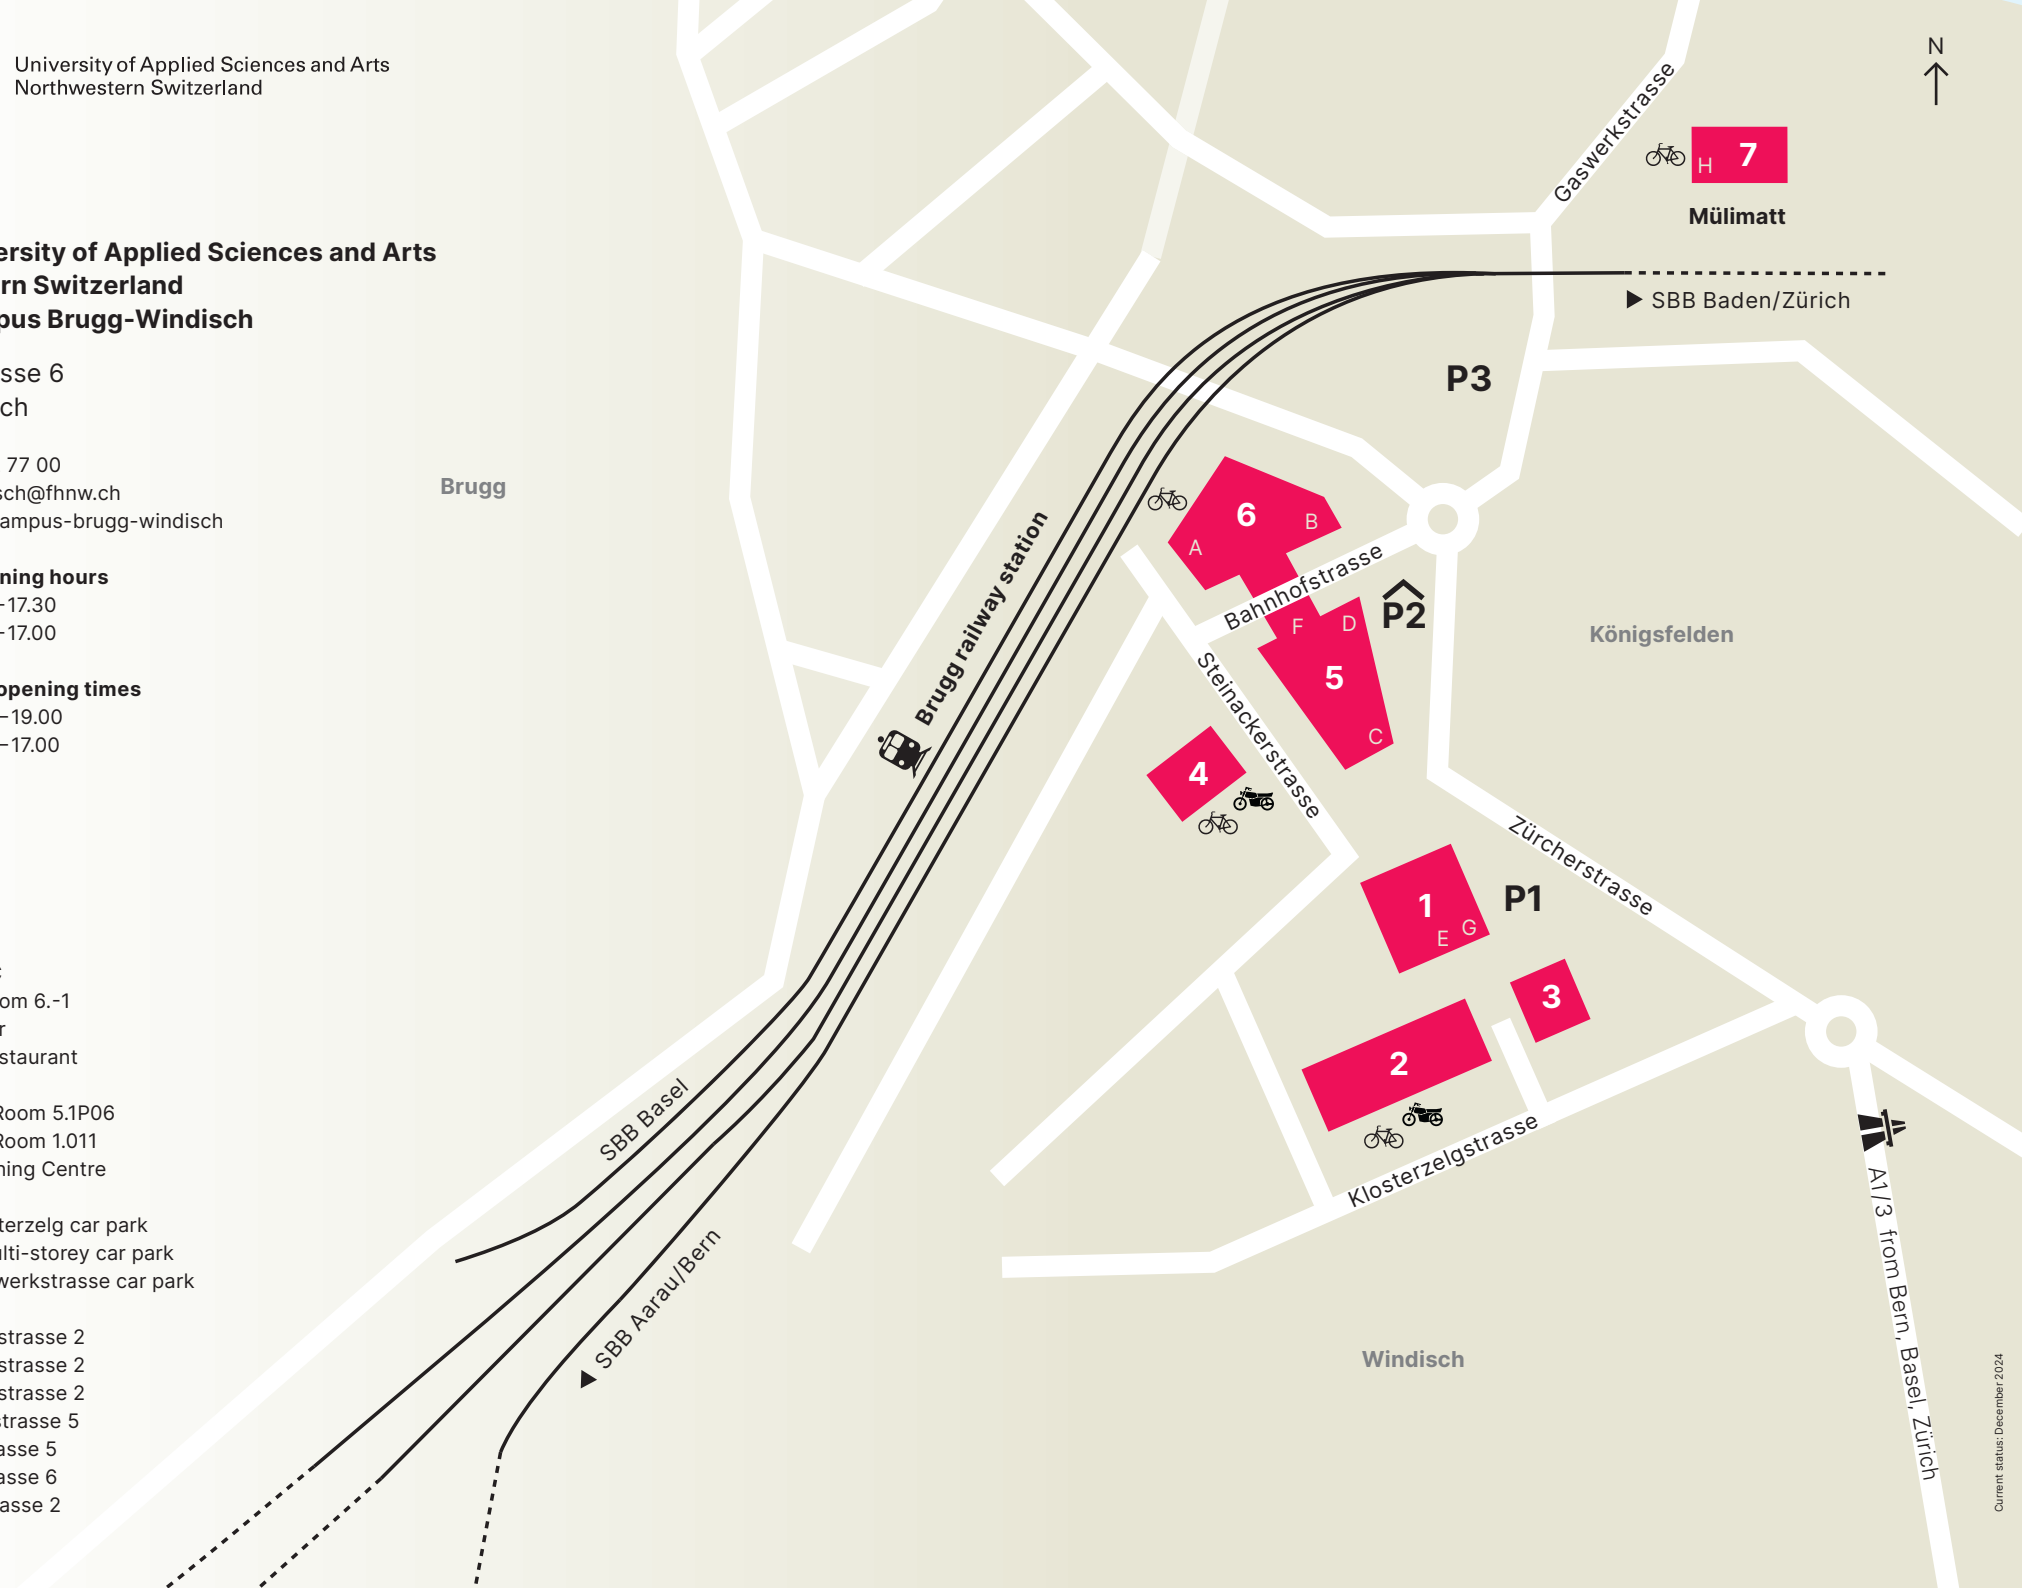 University of Applied Sciences and Arts
Northwestern Switzerland
ersity of Applied Sciences and Arts
rn Switzerland
pus Brugg-Windisch
sse 6
ch
77 00
sch@fhnw.ch
ampus-brugg-windisch
ning hours
–17.30
–17.00
opening times
–19.00
–17.00
om 6.-1
r
staurant
Room 5.1P06
Room 1.011
ning Centre
terzelg car park
ulti-storey car park
werkstrasse car park
strasse 2
strasse 2
strasse 2
strasse 5
asse 5
asse 6
asse 2
N
Gaswerkstrasse
H 7
Mülimatt
SBB Baden/Zürich
P3
Brugg
6
B
A
Bahnhofstrasse
P2
Brugg railway station
F
D
5
C
Königsfelden
Steinackerstrasse
4
Zürcherstrasse
1
E G
P1
3
2
Klosterzelgstrasse
SBB Basel
SBB Aarau/Bern
A1/3 from Bern, Basel, Zürich
Windisch
Current status: December 2024